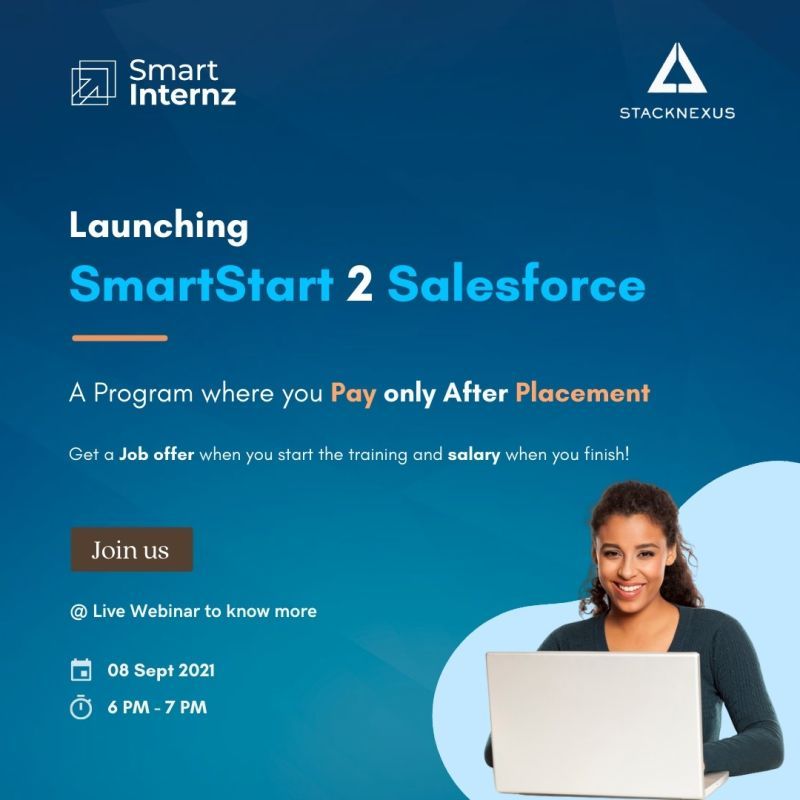 Smart
Internz
STACKNEXUS
Launching
SmartStart 2 Salesforce
A Program where you Pay only After Placement
Get a Job offer when you start the training and salary when you finish!
Join us
@ Live Webinar to know more
08 Sept 2021
6 PM - 7 PM